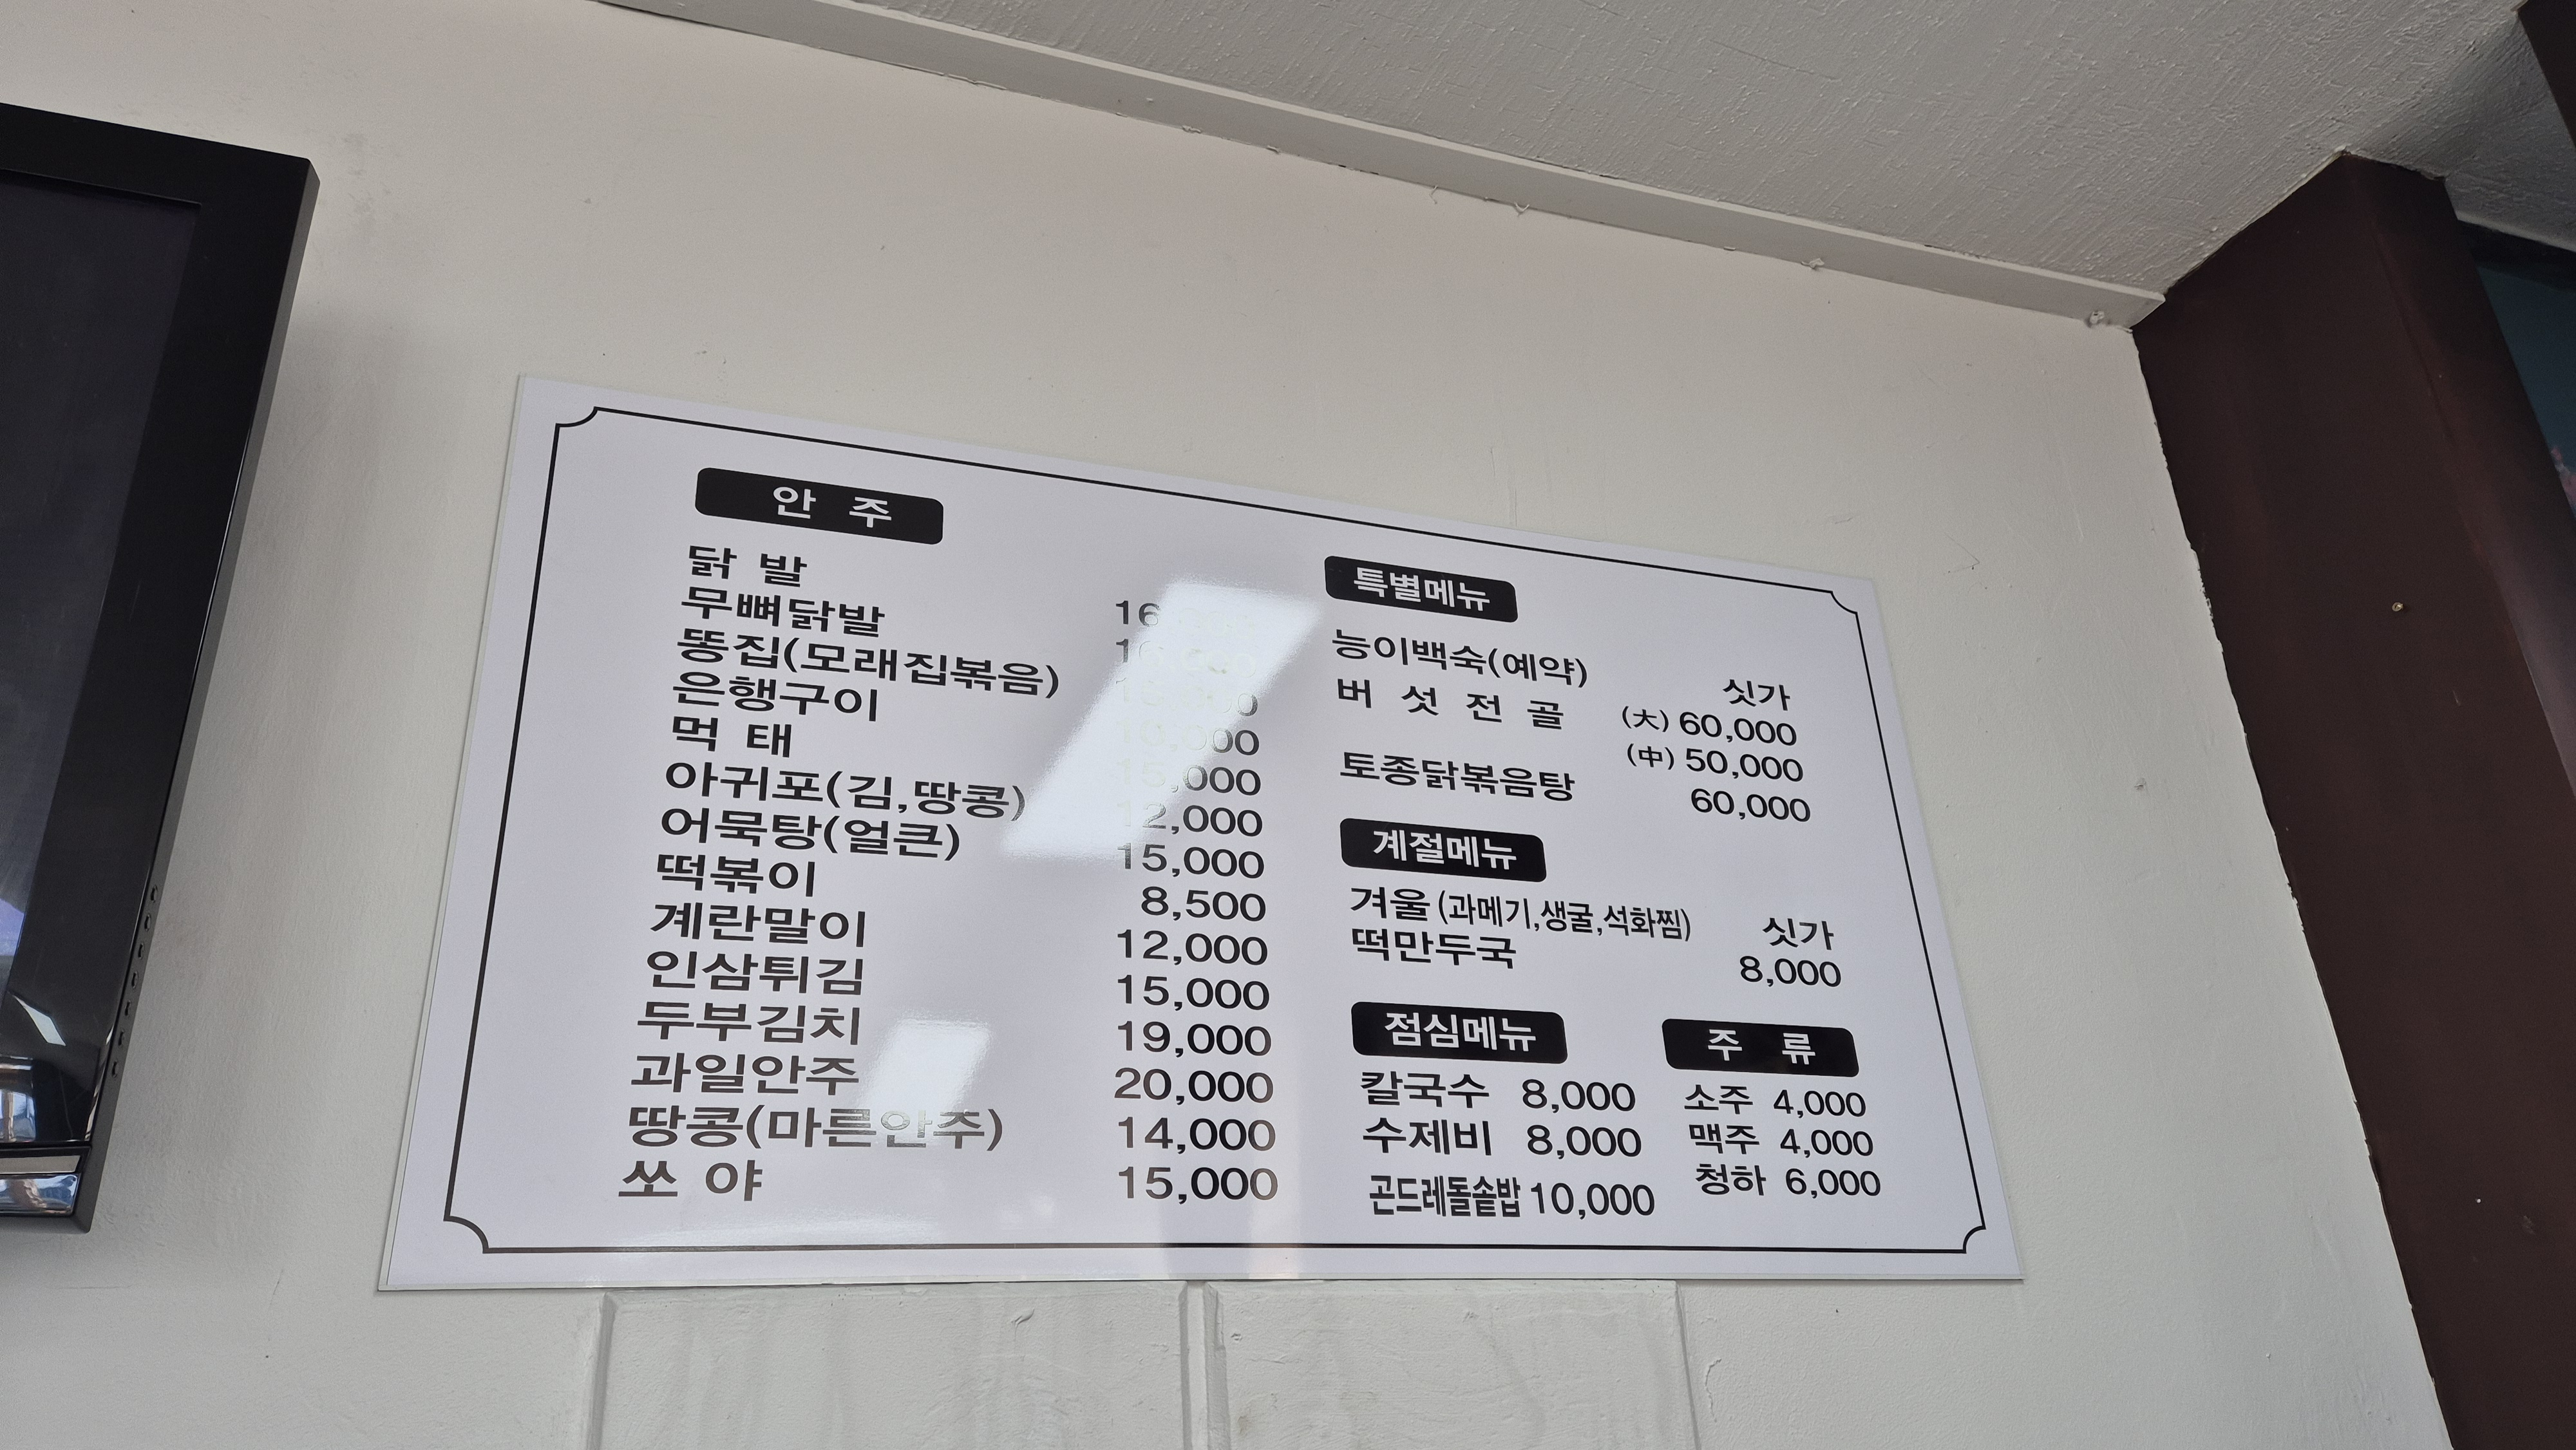 안 주
닭 발
무뼈닭발
똥집(모래집볶음)
은행구이 10,000
먹 태 15,000
아귀포(김,땅콩) 12,000
어묵탕(얼큰) 15,000
떡볶이 8,500
계란말이 12,000
인삼튀김 15,000
두부김치 19,000
과일안주 20,000
땅콩(마른안주) 14,000
쏘 야 15,000
특별메뉴
능이백숙(예약) 싯가
버 섯 전 골 (大) 60,000
(中) 50,000
토종닭볶음탕 60,000
계절메뉴
겨울 (과메기,생굴,석화찜) 싯가
떡만두국 8,000
점심메뉴
칼국수 8,000
수제비 8,000
곤드레돌솥밥 10,000
주 류
소주 4,000
맥주 4,000
청하 6,000